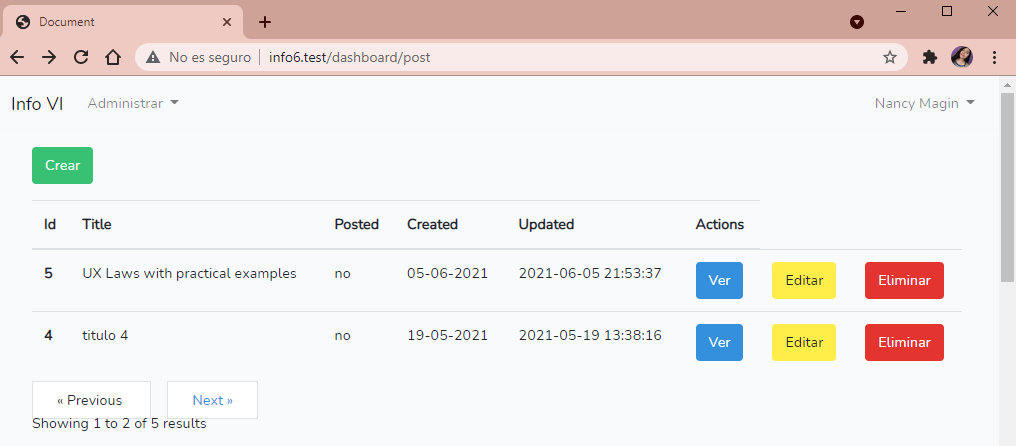 Document
No es seguro info6.test/dashboard/post
Info VI Administrar Nancy Magin
Crear
Id Title Posted Created Updated Actions
5 UX Laws with practical examples no 05-06-2021 2021-06-05 21:53:37 Ver Editar Eliminar
4 titulo 4 no 19-05-2021 2021-05-19 13:38:16 Ver Editar Eliminar
« Previous Next »
Showing 1 to 2 of 5 results